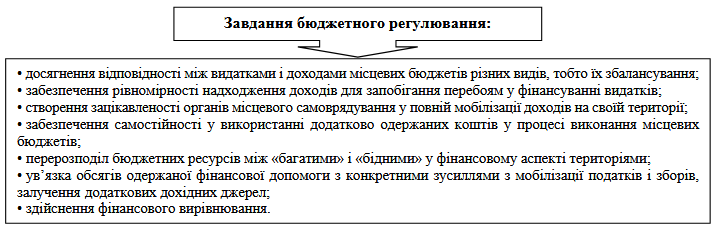 Завдання бюджетного регулювання:
• досягнення відповідності між видатками і доходами місцевих бюджетів різних видів, тобто їх збалансування;
• забезпечення рівномірності надходження доходів для запобігання перебоям у фінансуванні видатків;
• створення зацікавленості органів місцевого самоврядування у повній мобілізації доходів на своїй території;
• забезпечення самостійності у використанні додатково одержаних коштів у процесі виконання місцевих
бюджетів;
• перерозподіл бюджетних ресурсів між «багатими» і «бідними» у фінансовому аспекті територіями;
• ув’язка обсягів одержаної фінансової допомоги з конкретними зусиллями з мобілізації податків і зборів,
залучення додаткових дохідних джерел;
• здійснення фінансового вирівнювання.